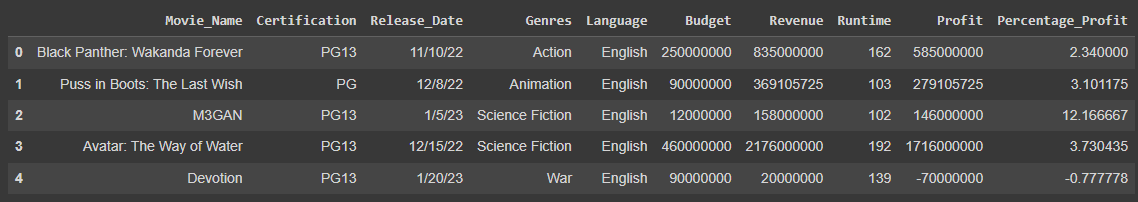 Movie_Name Certification Release_Date Genres Language Budget Revenue Runtime Profit Percentage_Profit
0 Black Panther: Wakanda Forever PG13 11/10/22 Action English 250000000 835000000 162 585000000 2.340000
1 Puss in Boots: The Last Wish PG 12/8/22 Animation English 90000000 369105725 103 279105725 3.101175
2 M3GAN PG13 1/5/23 Science Fiction English 12000000 158000000 102 146000000 12.166667
3 Avatar: The Way of Water PG13 12/15/22 Science Fiction English 460000000 2176000000 192 1716000000 3.730435
4 Devotion PG13 1/20/23 War English 90000000 20000000 139 -70000000 -0.777778